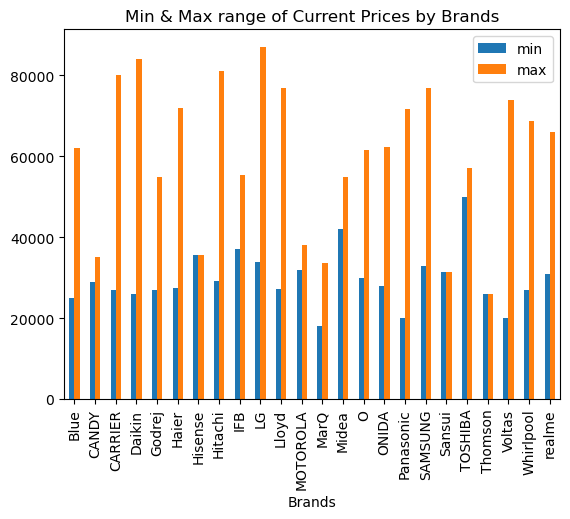 Min & Max range of Current Prices by Brands
min
max
80000
60000
40000
20000
0
Blue
CANDY
CARRIER
Daikin
Godrej
Haier
Hisense
Hitachi
IFB
LG
Lloyd
MOTOROLA
MarQ
Midea
O
ONIDA
Panasonic
SAMSUNG
Sansui
TOSHIBA
Thomson
Voltas
Whirlpool
realme
Brands